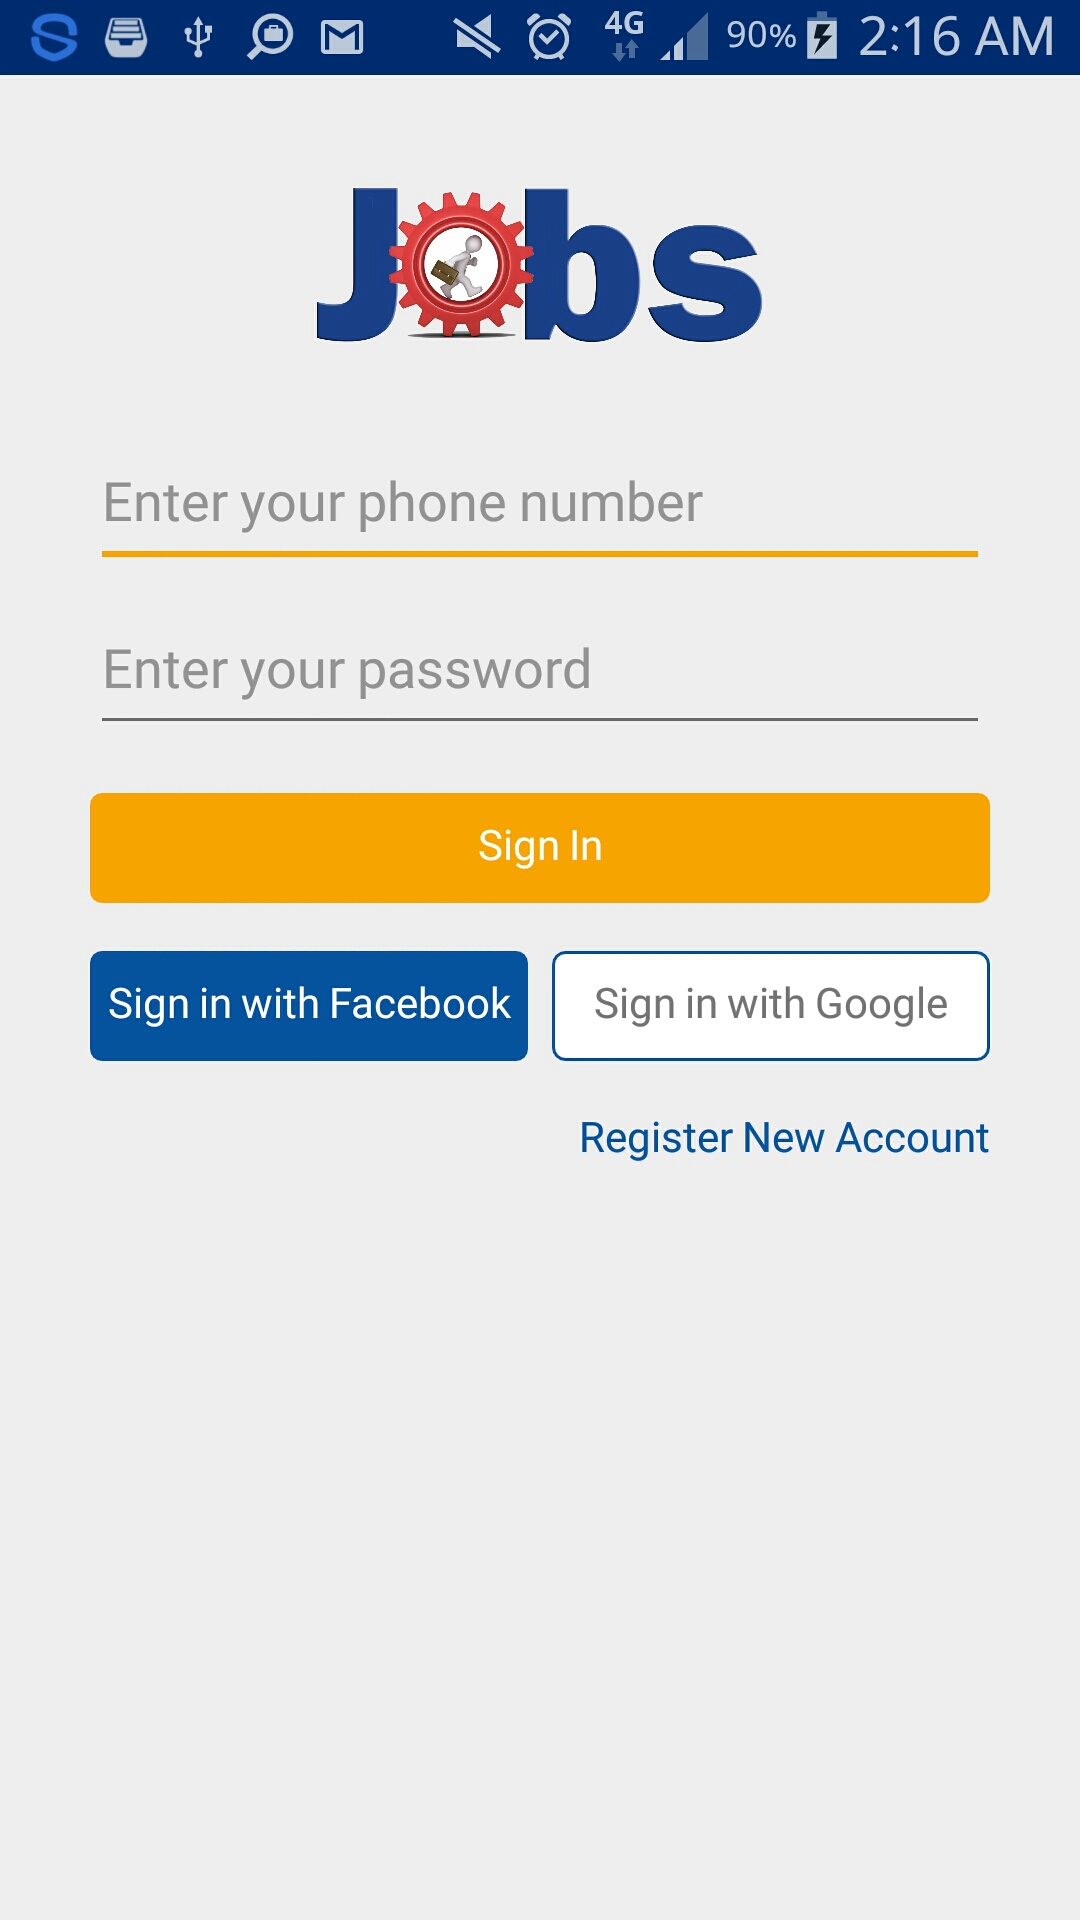 4G 90% 2:16 AM
Jobs
Enter your phone number
Enter your password
Sign In
Sign in with Facebook Sign in with Google
Register New Account